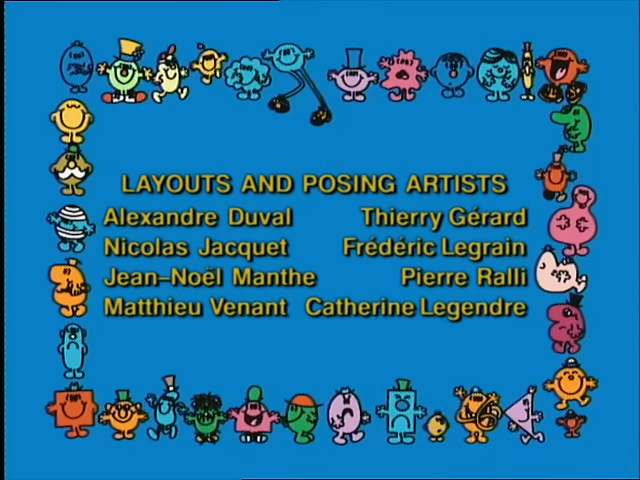 LAYOUTS AND POSING ARTISTS
Alexandre Duval Thierry Gérard
Nicolas Jacquet Frédéric Legrain
Jean-Noël Manthe Pierre Ralli
Matthieu Venant Catherine Legendre